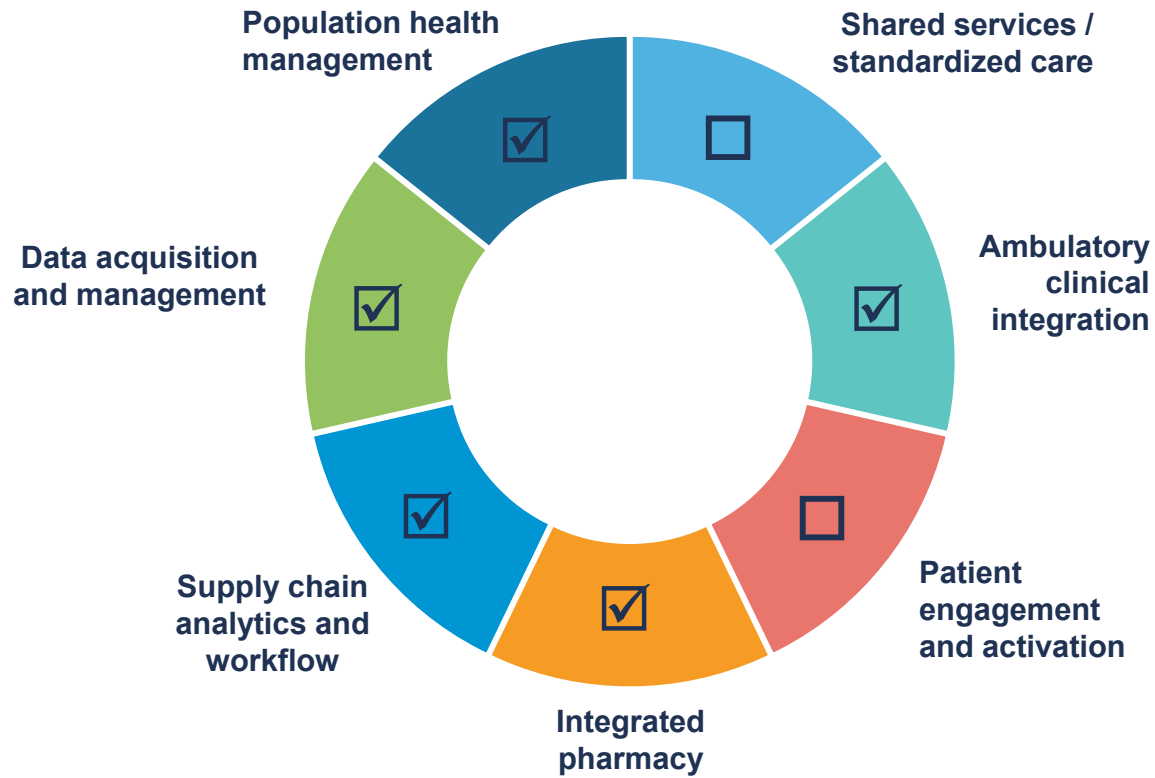 Population health
management
Shared services /
standardized care
Data acquisition
and management
Ambulatory
clinical
integration
Supply chain
analytics and
workflow
Patient
engagement
and activation
Integrated
pharmacy